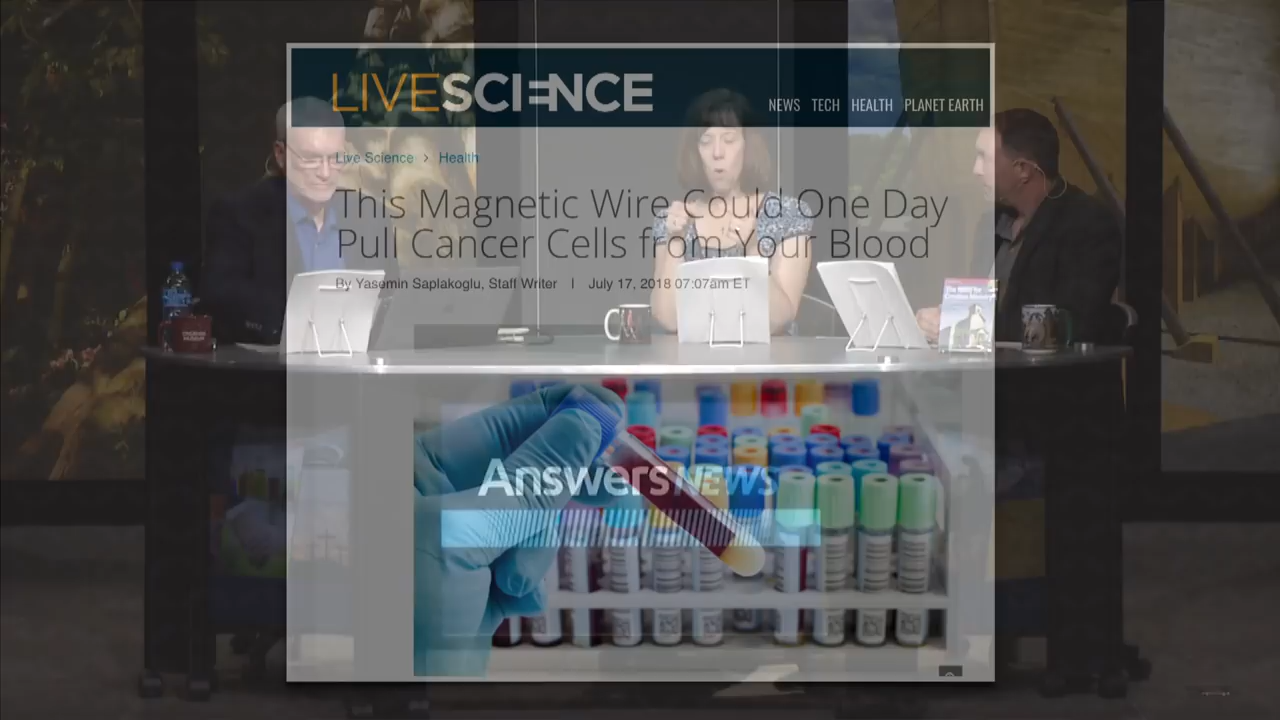 LIVESCIENCE
NEWS TECH HEALTH PLANET EARTH
Live Science > Health
This Magnetic Wire Could One Day
Pull Cancer Cells from Your Blood
By Yasemin Saplakoglu, Staff Writer | July 17, 2018 07:07am ET
Answers NEWS